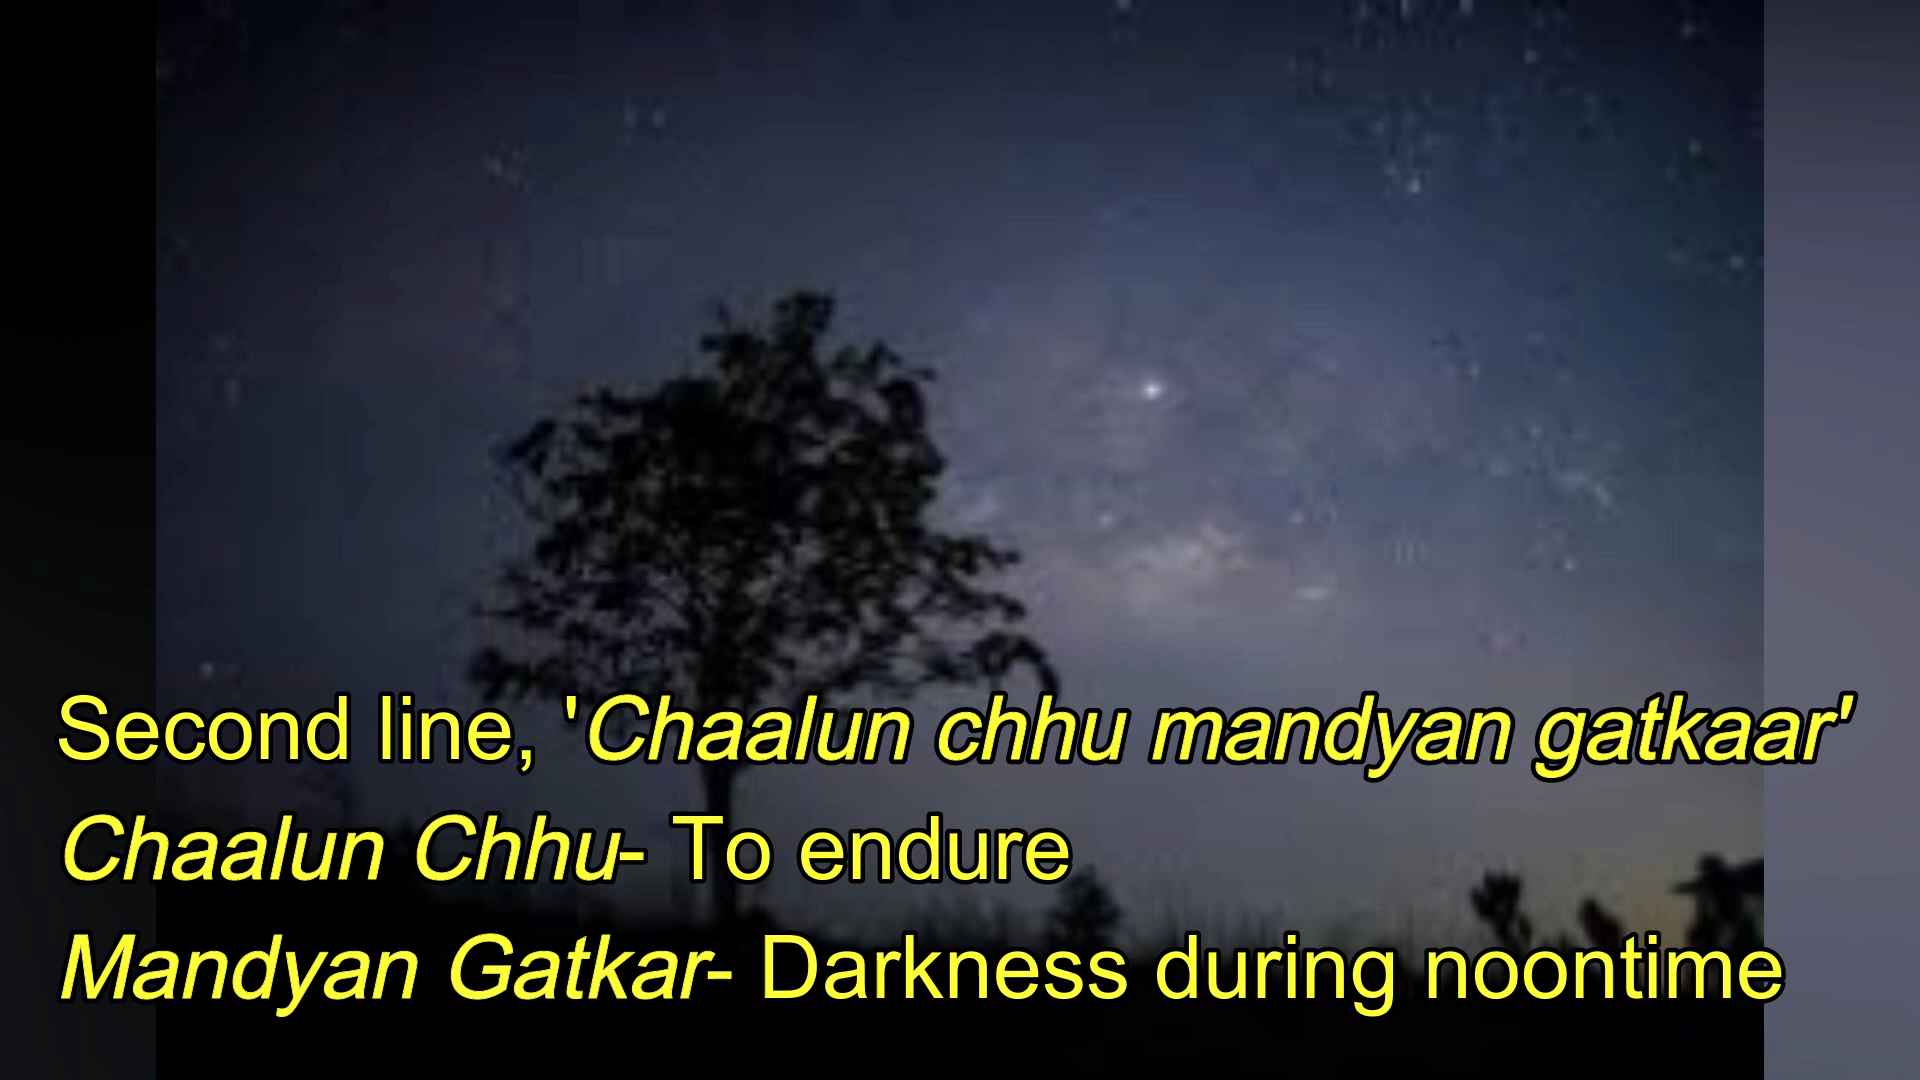 Second line, 'Chaalun chhu mandyan gatkaar'
Chaalun Chhu- To endure
Mandyan Gatkar- Darkness during noontime